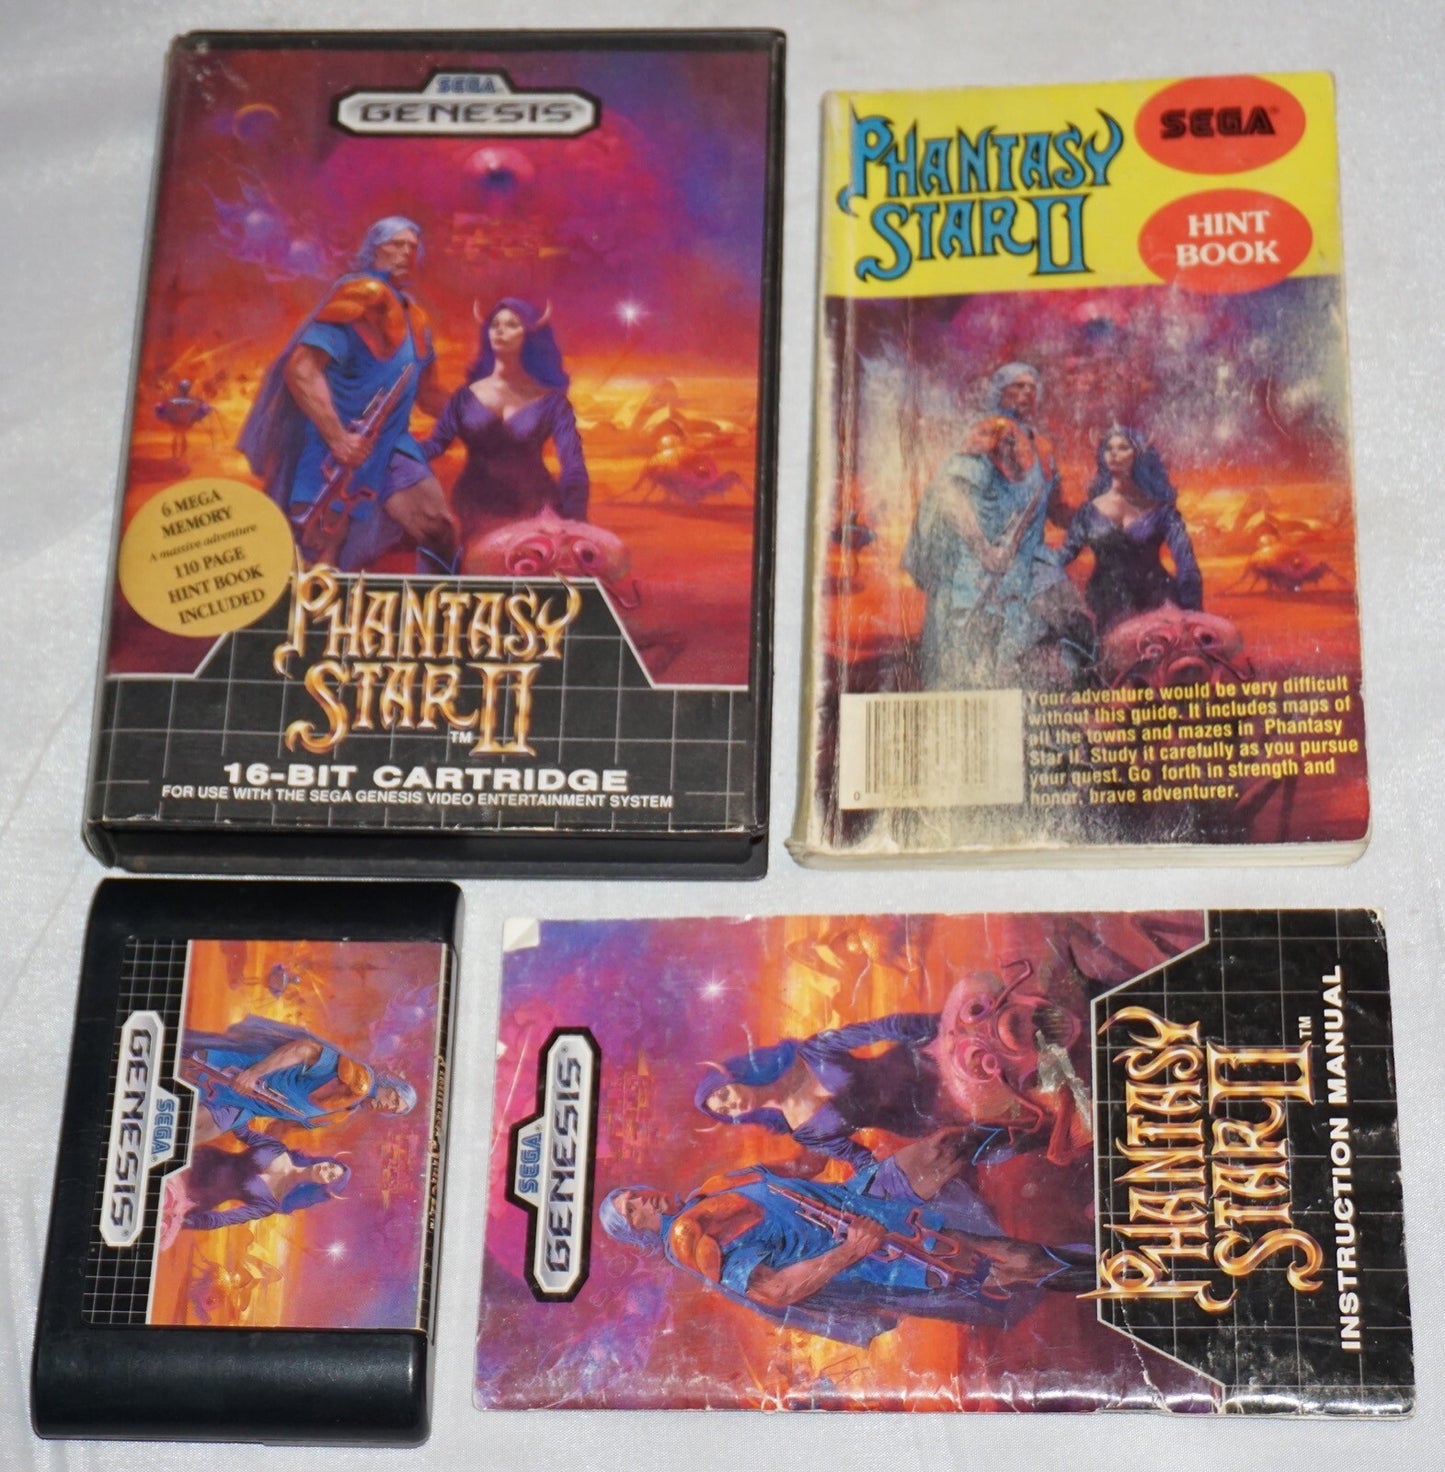 SEGA
GENESIS
6 MEGA
MEMORY
A massive adventure
110 PAGE
HINT BOOK
INCLUDED
PHANTASY
STAR II
TM
16-BIT CARTRIDGE
FOR USE WITH THE SEGA GENESIS VIDEO ENTERTAINMENT SYSTEM
PHANTASY
STAR II
SEGA®
HINT
BOOK
Your adventure would be very difficult
without this guide. It includes maps of
all the towns and mazes in Phantasy
Star II. Study it carefully as you pursue
your quest. Go forth in strength and
honor, brave adventurer.
0
SEGA
GENESIS
PHANTASY STAR II
SEGA
GENESIS
PHANTASY
STAR II
TM
INSTRUCTION MANUAL